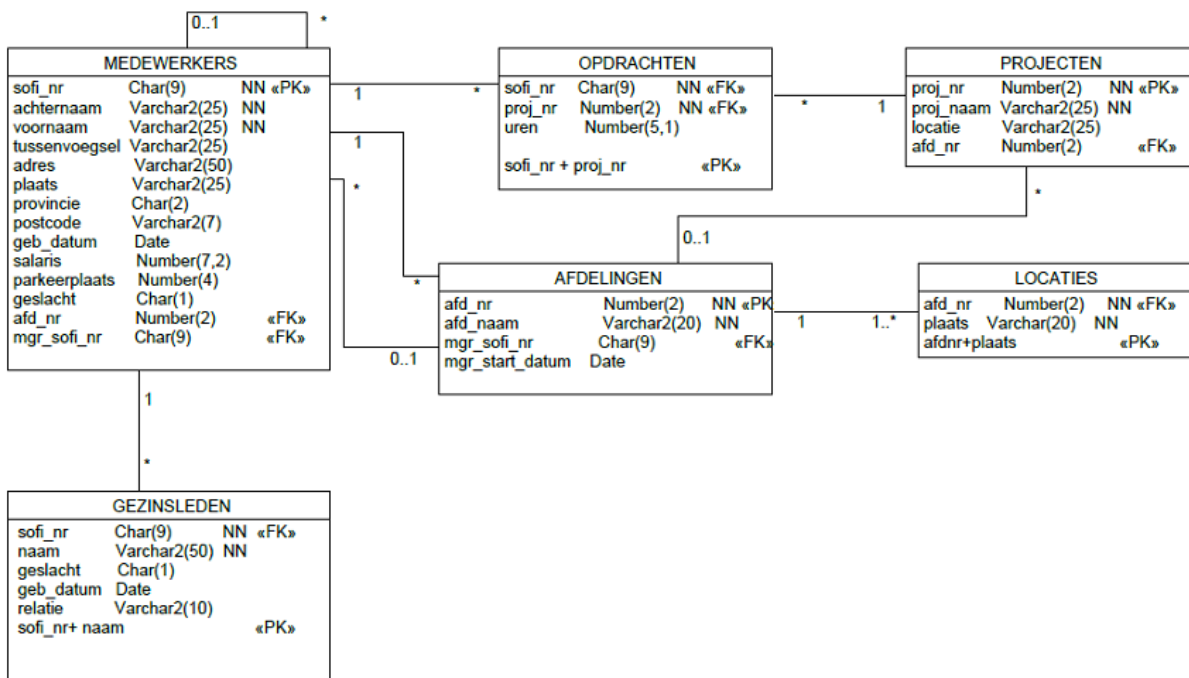 0..1 *
MEDEWERKERS
sofi_nr Char(9) NN «PK»
achternaam Varchar2(25) NN
voornaam Varchar2(25) NN
tussenvoegsel Varchar2(25)
adres Varchar2(50)
plaats Varchar2(25)
provincie Char(2)
postcode Varchar2(7)
geb_datum Date
salaris Number(7,2)
parkeerplaats Number(4)
geslacht Char(1)
afd_nr Number(2) «FK»
mgr_sofi_nr Char(9) «FK»
1 *
1
*
*
0..1
OPDRACHTEN
sofi_nr Char(9) NN «FK»
proj_nr Number(2) NN «FK»
uren Number(5,1)
sofi_nr + proj_nr «PK»
* 1
PROJECTEN
proj_nr Number(2) NN «PK»
proj_naam Varchar2(25) NN
locatie Varchar2(25)
afd_nr Number(2) «FK»
*
0..1
AFDELINGEN
afd_nr Number(2) NN «PK
afd_naam Varchar2(20) NN
mgr_sofi_nr Char(9) «FK»
mgr_start_datum Date
1 1..*
LOCATIES
afd_nr Number(2) NN «FK»
plaats Varchar(20) NN
afdnr+plaats «PK»
1
*
GEZINSLEDEN
sofi_nr Char(9) NN «FK»
naam Varchar2(50) NN
geslacht Char(1)
geb_datum Date
relatie Varchar2(10)
sofi_nr+ naam «PK»